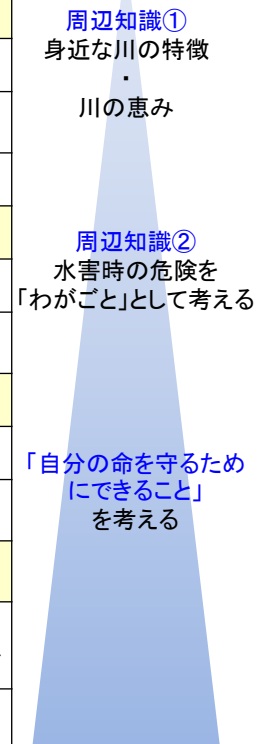 周辺知識①
身近な川の特徴
・
川の恵み
周辺知識②
水害時の危険を
「わがごと」として考える
「自分の命を守るため
にできること」
を考える